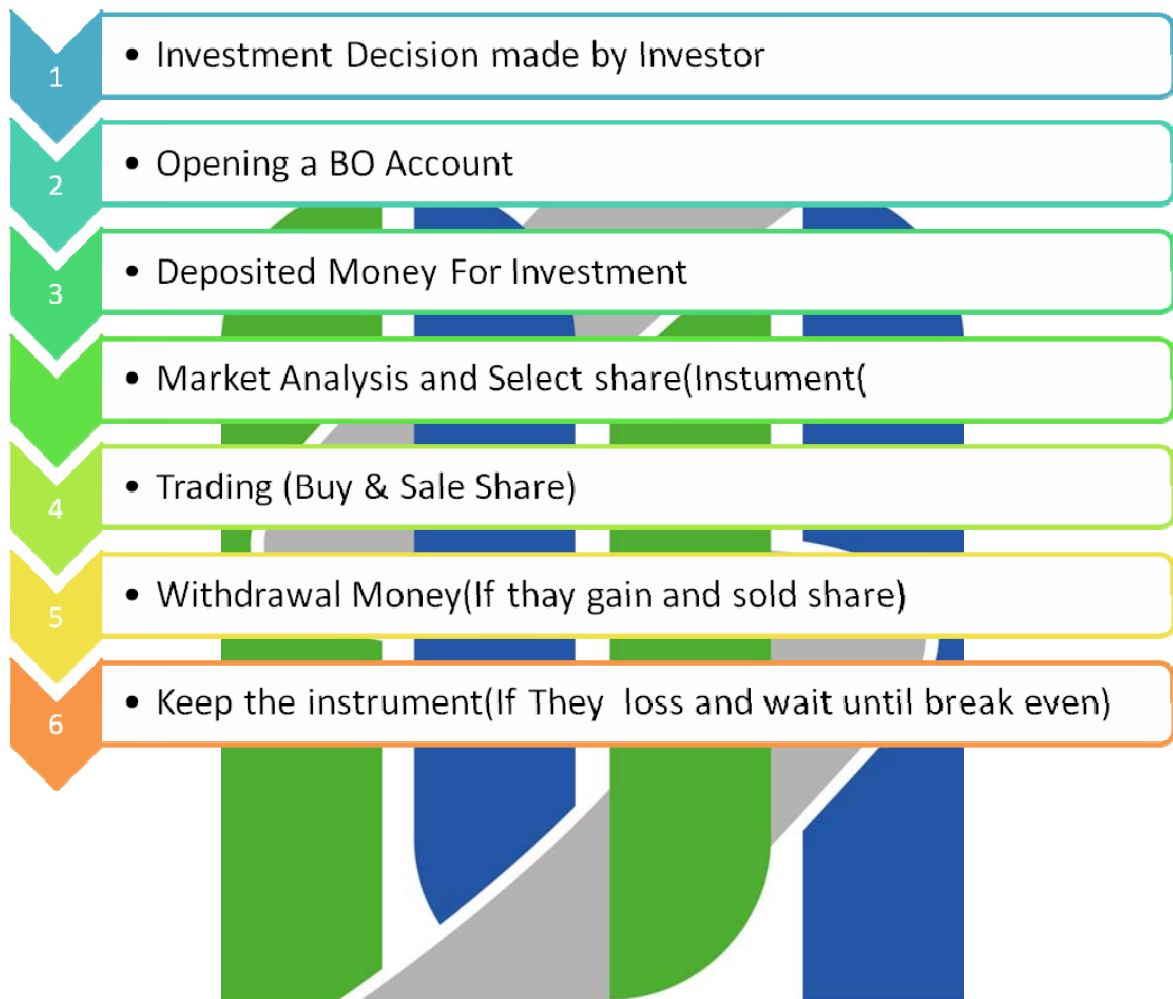 1
• Investment Decision made by Investor
2
• Opening a BO Account
3
• Deposited Money For Investment
• Market Analysis and Select share(Instument(
4
• Trading (Buy & Sale Share)
5
• Withdrawal Money(If thay gain and sold share)
6
• Keep the instrument(If They loss and wait until break even)